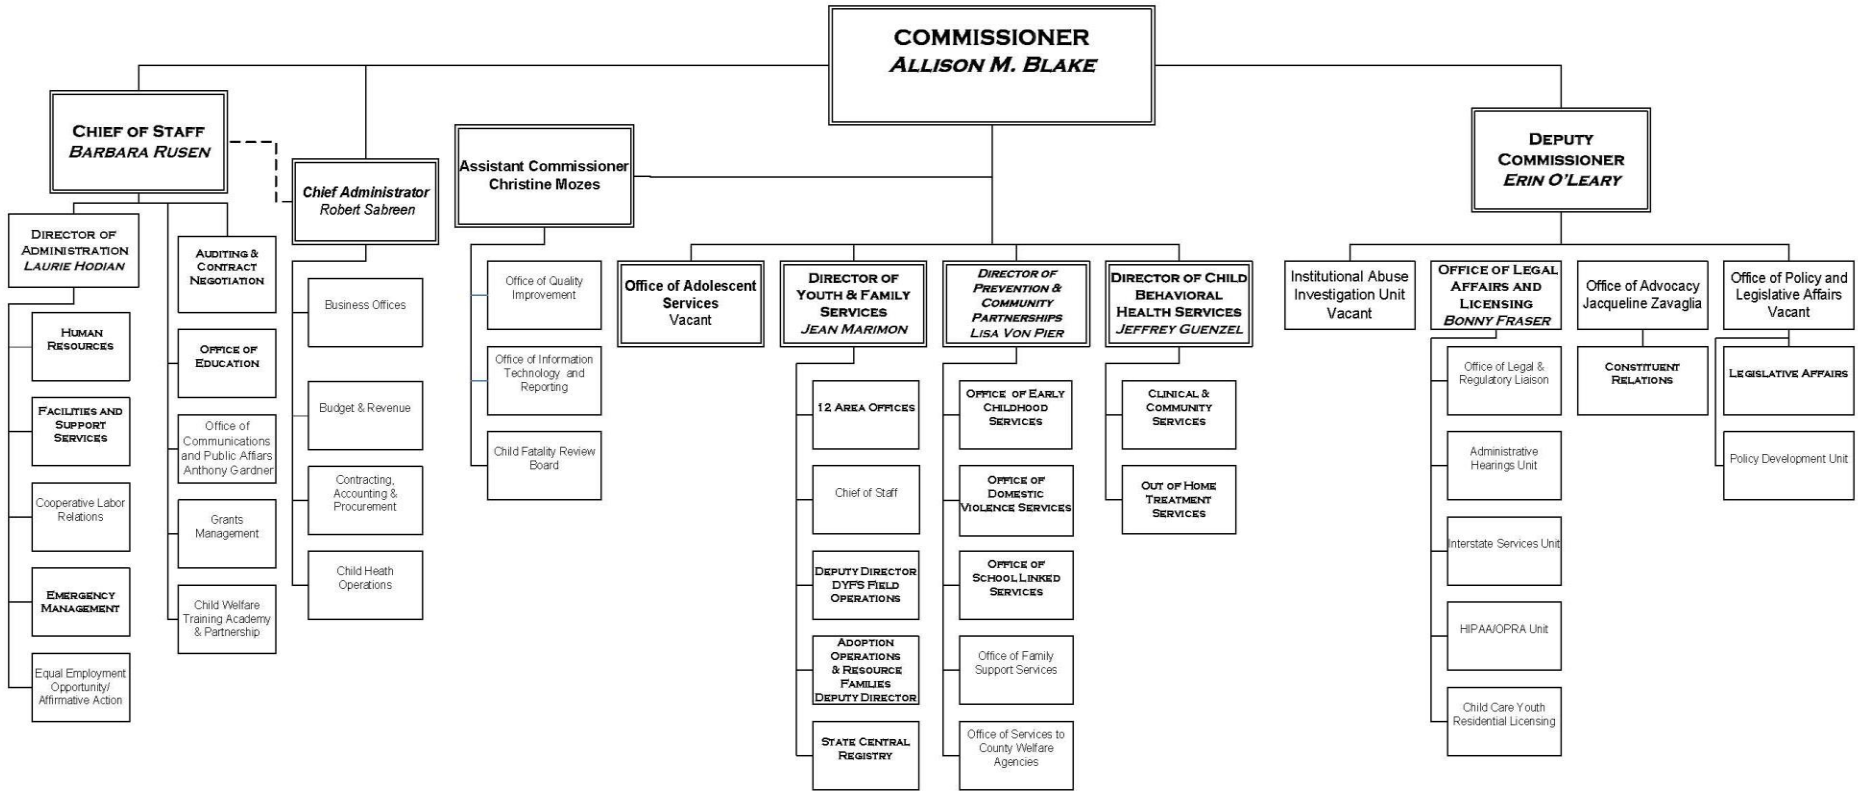 COMMISSIONER
ALLISON M. BLAKE
CHIEF OF STAFF
BARBARA RUSEN
Chief Administrator
Robert Sabreen
Assistant Commissioner
Christine Mozes
DEPUTY
COMMISSIONER
ERIN O'LEARY
DIRECTOR OF
ADMINISTRATION
LAURIE HODIAN
HUMAN
RESOURCES
FACILITIES AND
SUPPORT
SERVICES
Cooperative Labor
Relations
EMERGENCY
MANAGEMENT
Equal Employment
Opportunity/
Affirmative Action
AUDITING &
CONTRACT
NEGOTIATION
OFFICE OF
EDUCATION
Office of
Communications
and Public Affiars
Anthony Gardner
Grants
Management
Child Welfare
Training Academy
& Partnership
Business Offices
Budget & Revenue
Contracting,
Accounting &
Procurement
Child Heath
Operations
Office of Quality
Improvement
Office of Information
Technology and
Reporting
Child Fatality Review
Board
Office of Adolescent
Services
Vacant
DIRECTOR OF
YOUTH & FAMILY
SERVICES
JEAN MARIMON
12 AREA OFFICES
Chief of Staff
DEPUTY DIRECTOR
DYFS FIELD
OPERATIONS
ADOPTION
OPERATIONS
& RESOURCE
FAMILIES
DEPUTY DIRECTOR
STATE CENTRAL
REGISTRY
DIRECTOR OF
PREVENTION &
COMMUNITY
PARTNERSHIPS
LISA VON PIER
OFFICE OF EARLY
CHILDHOOD
SERVICES
OFFICE OF
DOMESTIC
VIOLENCE SERVICES
OFFICE OF
SCHOOL LINKED
SERVICES
Office of Family
Support Services
Office of Services to
County Welfare
Agencies
DIRECTOR OF CHILD
BEHAVIORAL
HEALTH SERVICES
JEFFREY GUENZEL
CLINICAL &
COMMUNITY
SERVICES
OUT OF HOME
TREATMENT
SERVICES
Institutional Abuse
Investigation Unit
Vacant
OFFICE OF LEGAL
AFFAIRS AND
LICENSING
BONNY FRASER
Office of Legal &
Regulatory Liaison
Administrative
Hearings Unit
Interstate Services Unit
HIPAA/OPRA Unit
Child Care Youth
Residential Licensing
Office of Advocacy
Jacqueline Zavaglia
CONSTITUENT
RELATIONS
Office of Policy and
Legislative Affairs
Vacant
LEGISLATIVE AFFAIRS
Policy Development Unit